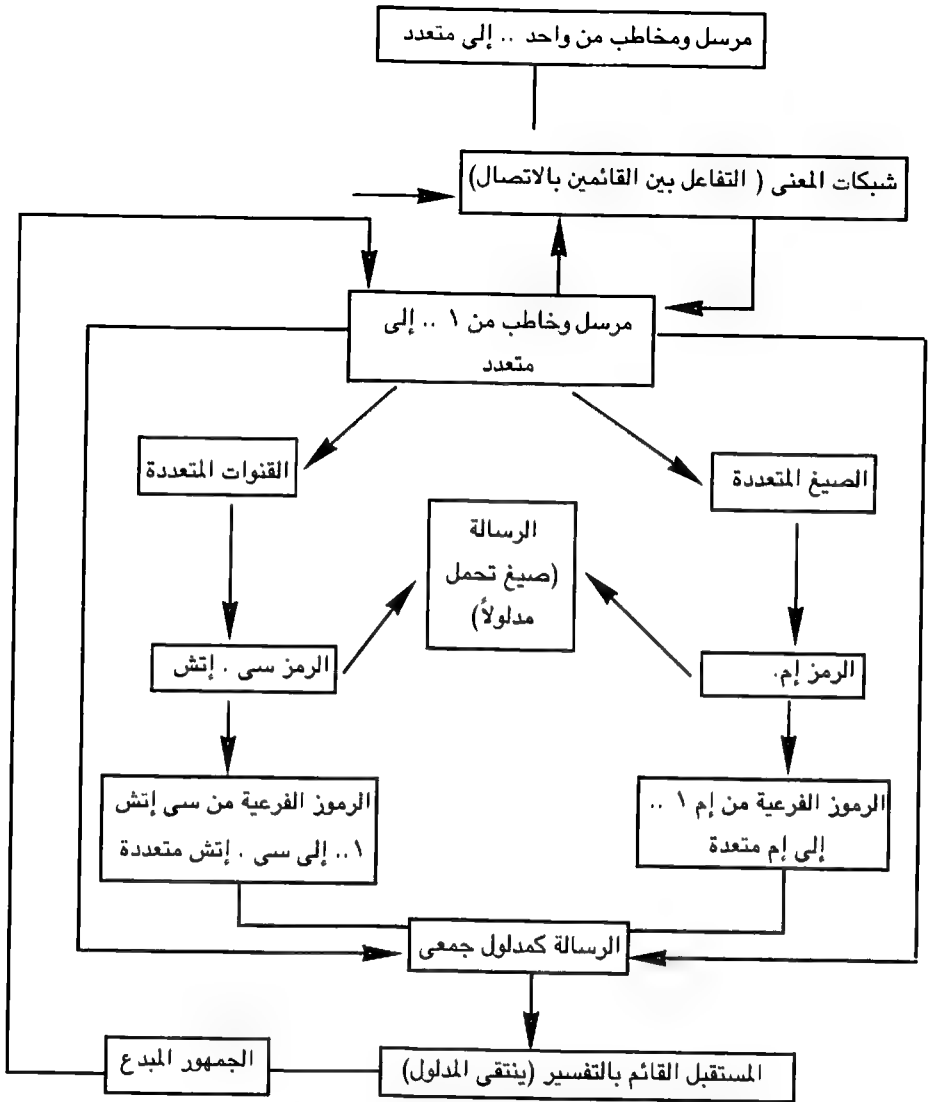 مرسل ومخاطب من واحد .. إلى متعدد
شبكات المعنى ( التفاعل بين القائمين بالاتصال)
مرسل وخاطب من ١ .. إلى
متعدد
الصيغ المتعددة
القنوات المتعددة
الرسالة
(صيغ تحمل
مدلولاً)
الرمز إم.
الرمز سى . إتش
الرموز الفرعية من إم ١ ..
إلى إم متعدة
الرموز الفرعية من سى إتش
١.. إلى سى . إتش متعددة
الرسالة كمدلول جمعى
المستقبل القائم بالتفسير (ينتقى المدلول)
الجمهور المبدع